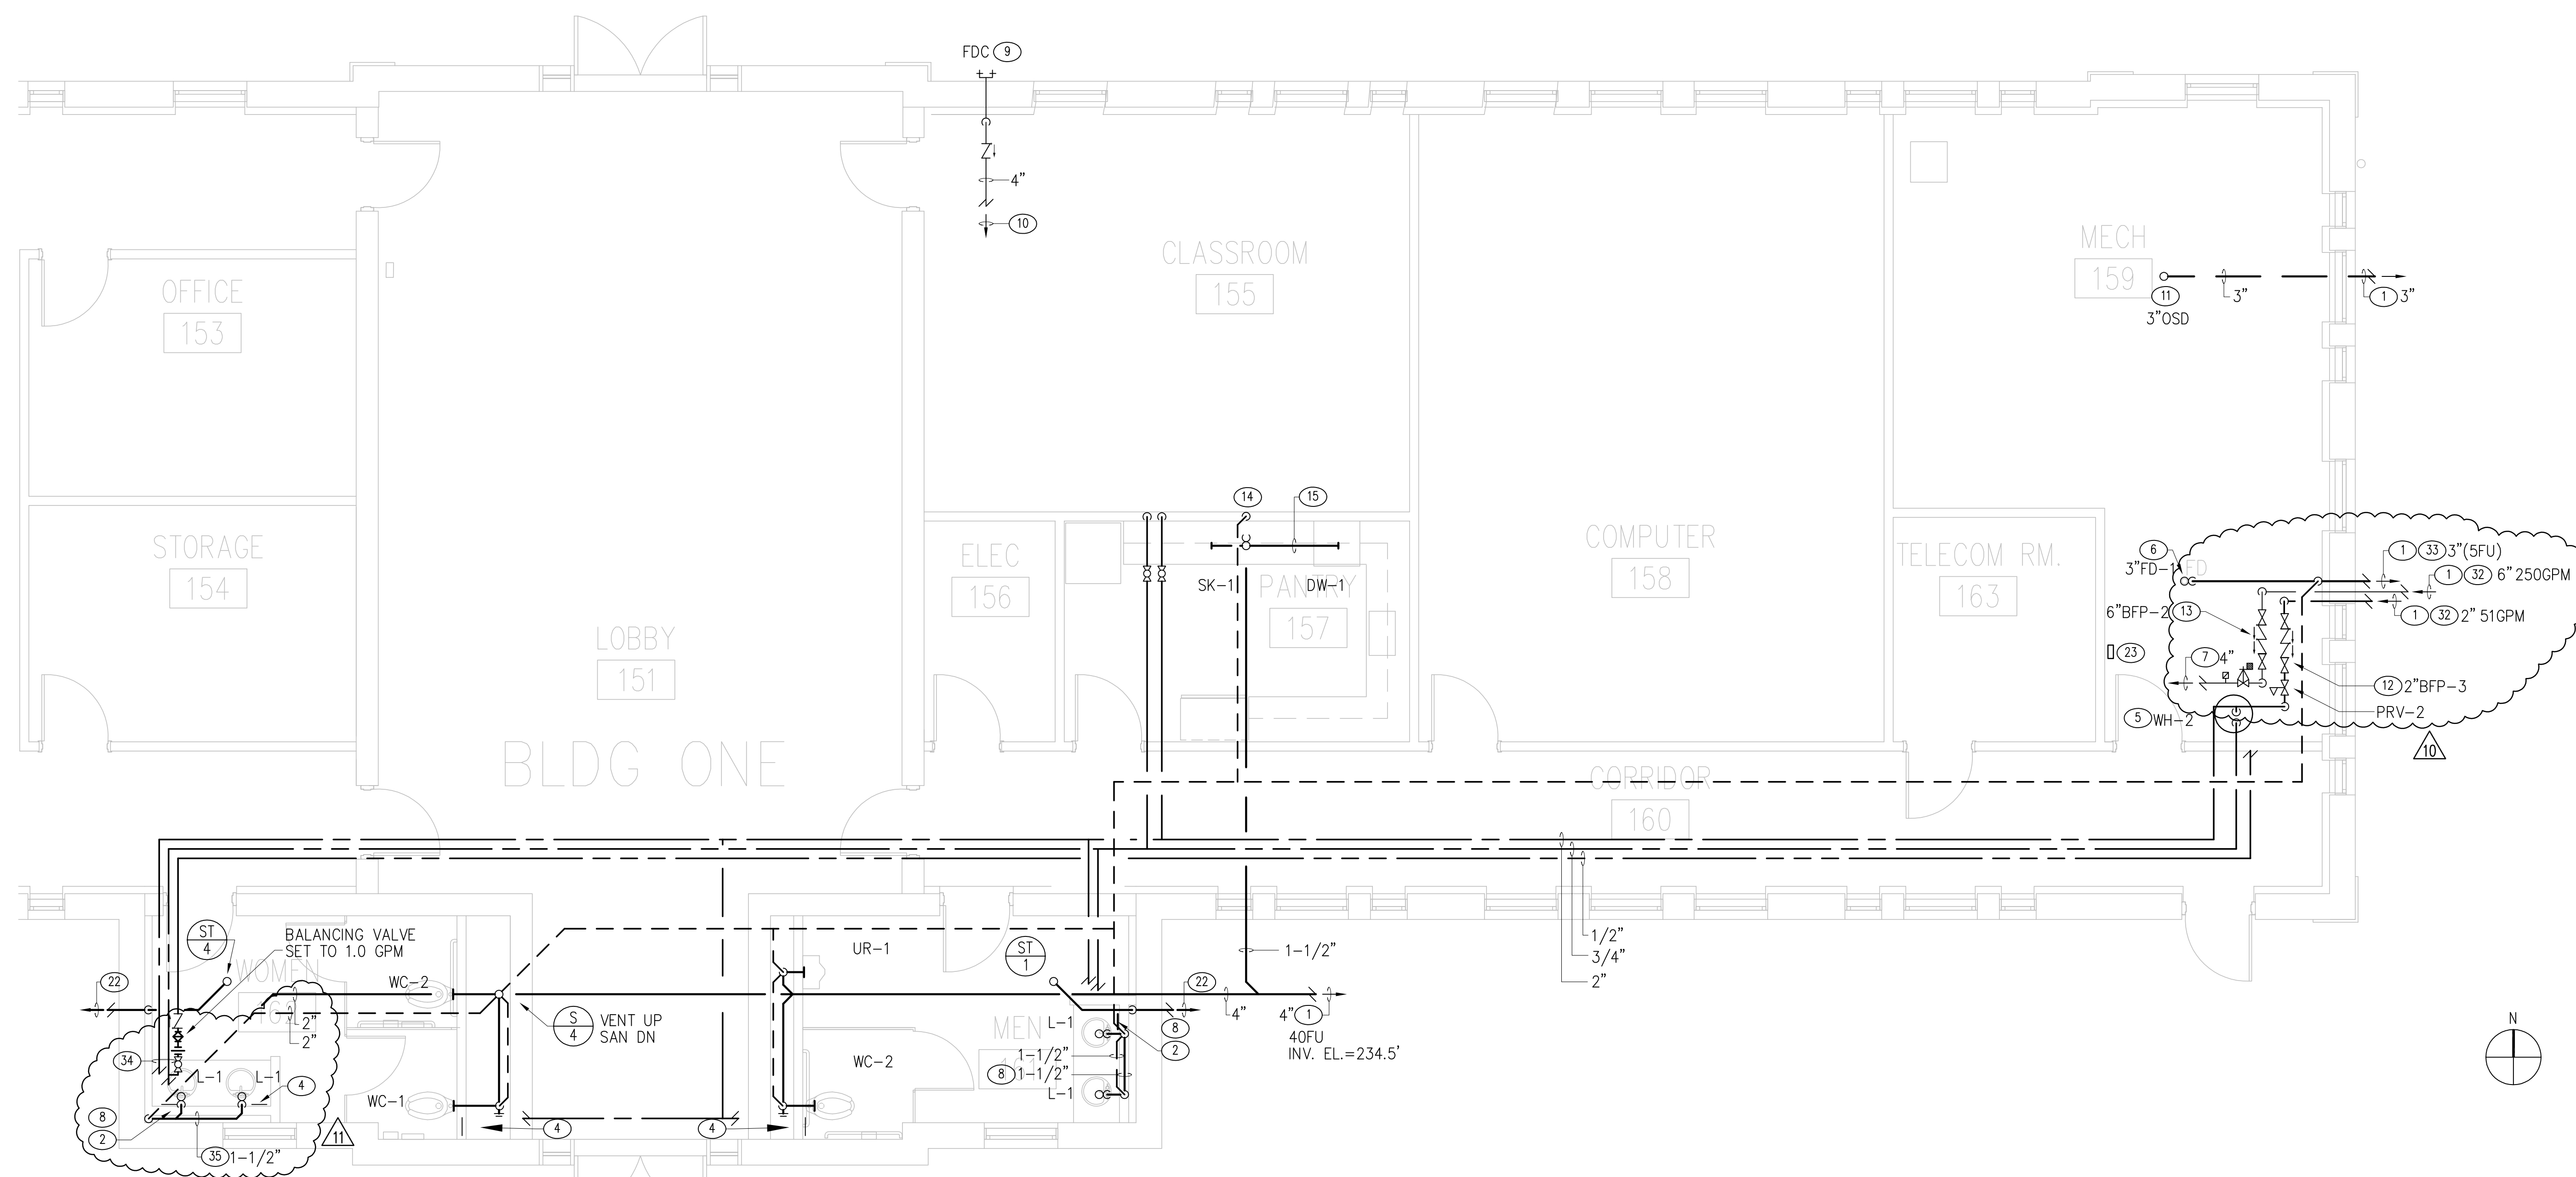 FDC 9
4"
10
OFFICE
153
CLASSROOM
155
MECH
159
11
3"OSD
3"
1 3"
STORAGE
154
ELEC
156
14
15
SK-1
DW-1
PANTRY
157
COMPUTER
158
TELECOM RM.
163
LOBBY
151
BLDG ONE
CORRIDOR
160
6
3"FD-1
FD
1 33 3"(5FU)
1 32 6" 250GPM
1 32 2" 51GPM
6"BFP-2 13
23
7 4"
12 2"BFP-3
PRV-2
5 WH-2
10
ST
4
BALANCING VALVE
SET TO 1.0 GPM
WOMEN
162
22
WC-2
UR-1
ST
1
1-1/2"
1/2"
3/4"
2"
22
4"
4" 1
40FU
INV. EL.=234.5'
S
4
VENT UP
SAN DN
2"
2"
MEN
161
L-1
8
2
1-1/2"
8 1-1/2"
L-1
WC-2
34
L-1
L-1
4
WC-1
8
2
35 1-1/2"
11
4
4
N